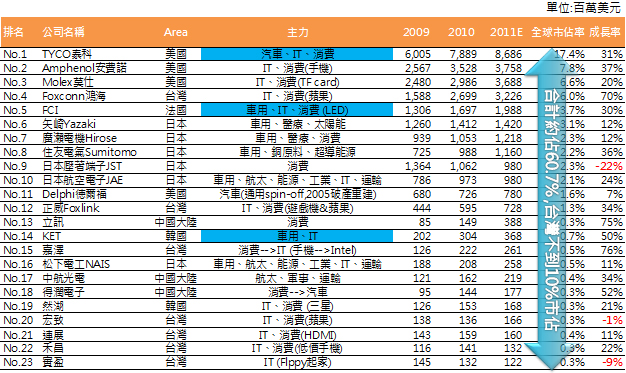 單位:百萬美元
排名 公司名稱 Area 主力 2009 2010 2011E 全球市佔率 成長率
No.1 TYCO泰科 美國 汽車、IT、消費 6,005 7,889 8,686 17.4% 31%
No.2 Amphenol安費諾 美國 IT、消費(手機) 2,567 3,528 3,758 7.8% 37%
No.3 Molex莫仕 美國 IT、消費(TF card) 2,480 2,986 3,688 6.6% 20%
No.4 Foxconn鴻海 台灣 IT、消費(蘋果) 1,588 2,699 3,226 6.0% 70%
No.5 FCI 法國 車用、IT、消費 (LED) 1,306 1,697 1,988 3.7% 30%
No.6 矢崎Yazaki 日本 車用、醫療、太陽能 1,260 1,412 1,420 3.1% 12%
No.7 廣瀨電機Hirose 日本 車用、醫療、消費 939 1,053 1,218 2.3% 12%
No.8 住友電氣Sumitomo 日本 車用、銅原料、超導能源 725 988 1,160 2.2% 36%
No.9 日本壓著端子JST 日本 消費 1,364 1,062 980 2.3% -22%
No.10 日本航空電子JAE 日本 車用、航太、能源、工業、IT、運輸 786 973 980 2.1% 24%
No.11 Delphi德爾福 美國 汽車(通用spin-off,2005破產重建) 680 726 780 1.6% 7%
No.12 正崴Foxlink 台灣 IT、消費(遊戲機&蘋果) 444 595 728 1.3% 34%
No.13 立訊 中國大陸 消費 85 149 388 0.3% 75%
No.14 KET 韓國 車用、IT 202 304 368 0.7% 50%
No.15 嘉澤 台灣 消費-->IT (手機-->Intel) 126 222 261 0.5% 76%
No.16 松下電工NAIS 日本 車用、航太、能源、工業、IT、運輸 188 208 258 0.5% 11%
No.17 中航光電 中國大陸 航太、軍事、運輸 121 162 219 0.4% 34%
No.18 得潤電子 中國大陸 消費-->汽車 95 144 177 0.3% 52%
No.19 然湖 韓國 IT、消費 (三星) 126 153 168 0.3% 21%
No.20 宏致 台灣 IT、消費(蘋果) 138 136 166 0.3% -1%
No.21 連展 台灣 IT、消費(HDMI) 143 159 160 0.4% 11%
No.22 禾昌 台灣 IT、消費(低價手機) 116 141 132 0.3% 22%
No.23 實盈 台灣 IT (Flppy起家) 145 132 122 0.3% -9%
合計約占60.7%,台灣不到10%市佔